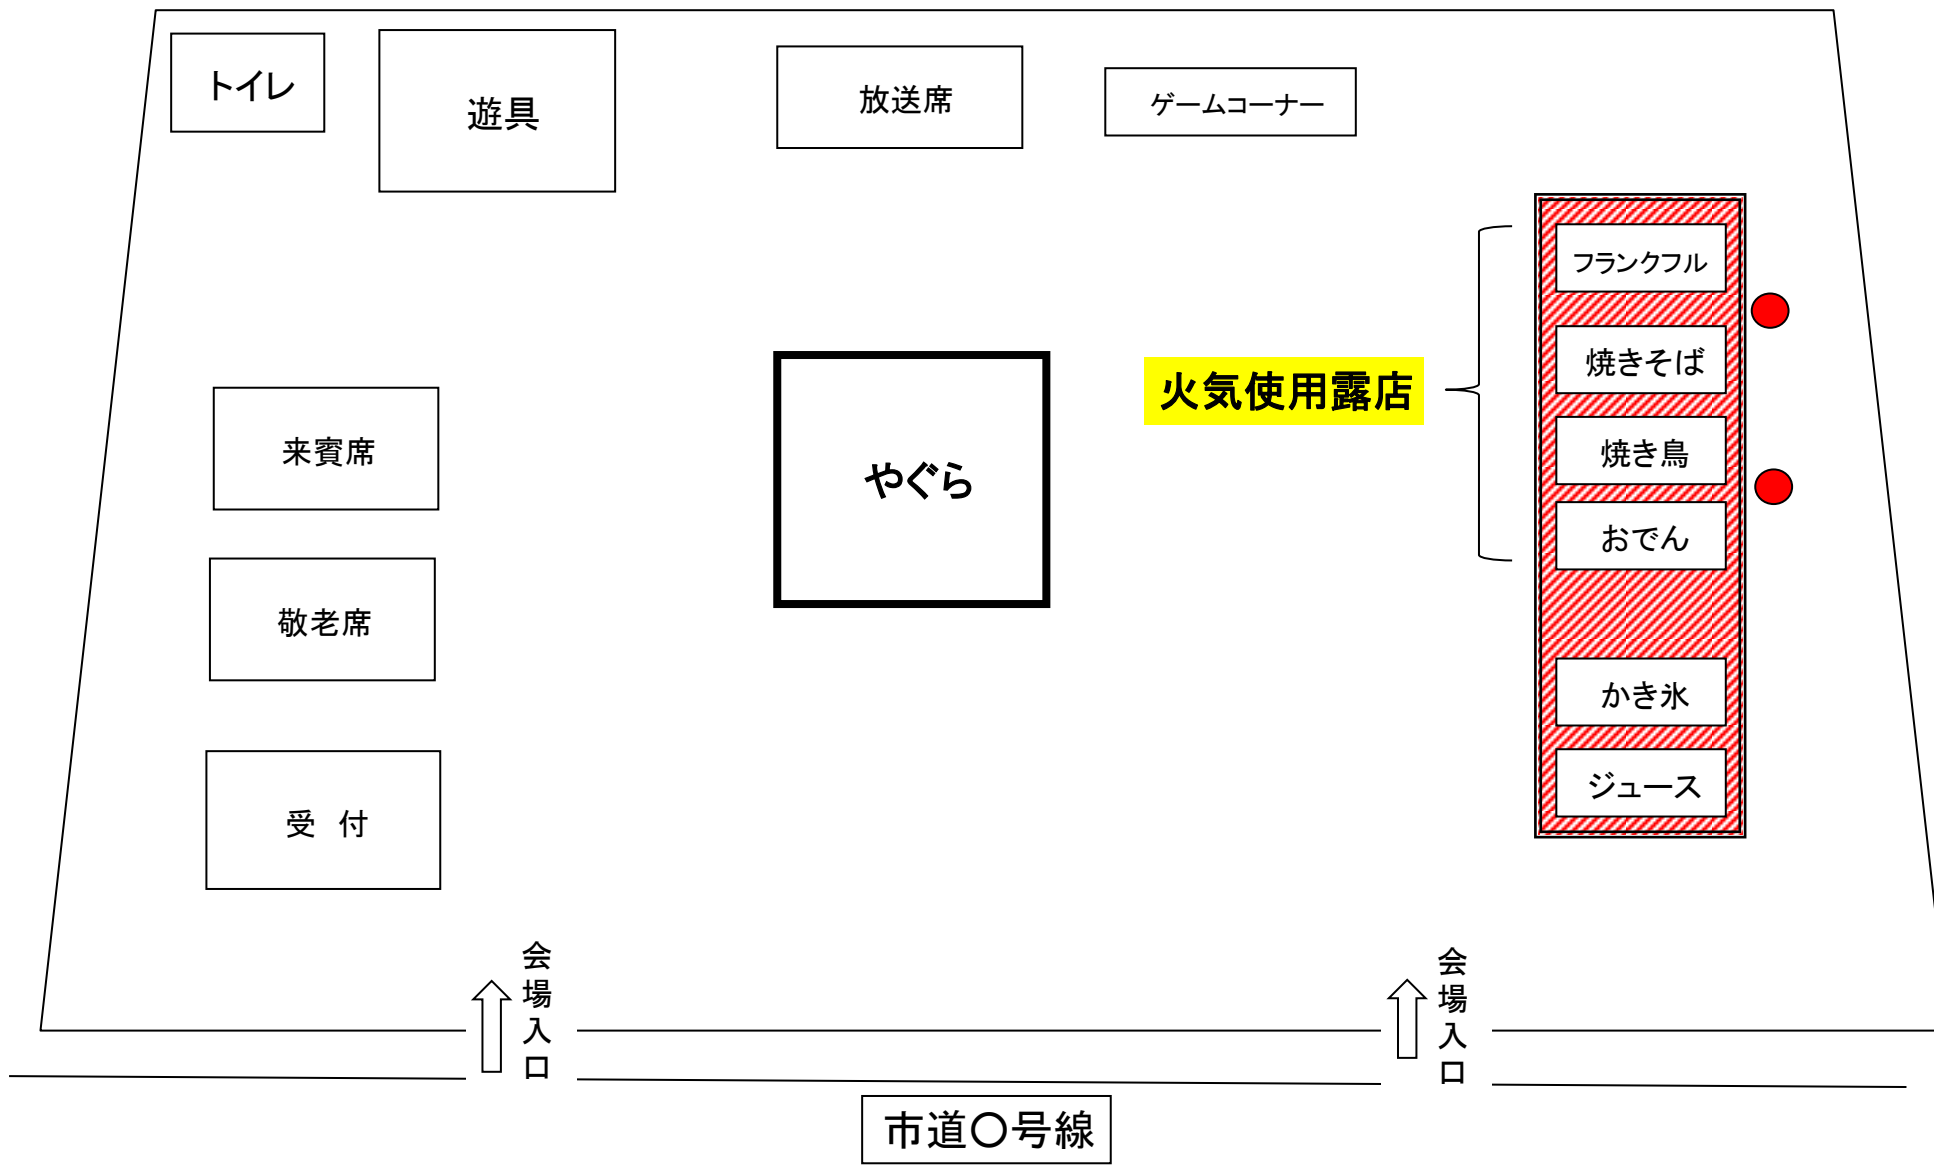 トイレ
遊具
放送席
ゲームコーナー
フランクフル
焼きそば
火気使用露店
焼き鳥
来賓席
やぐら
おでん
敬老席
かき氷
ジュース
受 付
会場入口
会場入口
市道〇号線